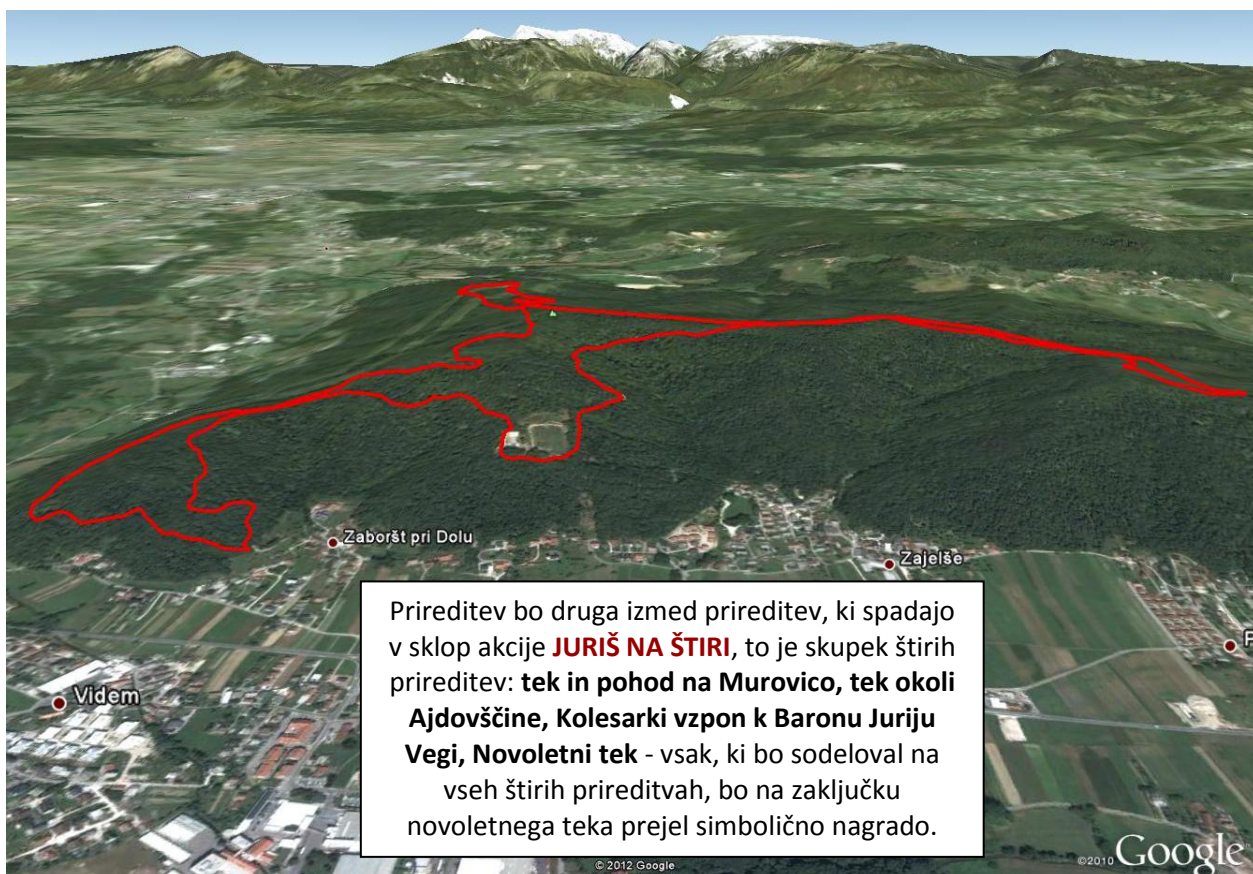 Zaboršt pri Dolu
Zajelše
Videm
Prireditev bo druga izmed prireditev, ki spadajo
v sklop akcije JURIŠ NA ŠTIRI, to je skupek štirih
prireditev: tek in pohod na Murovico, tek okoli
Ajdovščine, Kolesarki vzpon k Baronu Juriju
Vegi, Novoletni tek - vsak, ki bo sodeloval na
vseh štirih prireditvah, bo na zaključku
novoletnega teka prejel simbolično nagrado.
© 2012 Google
©2010 Google